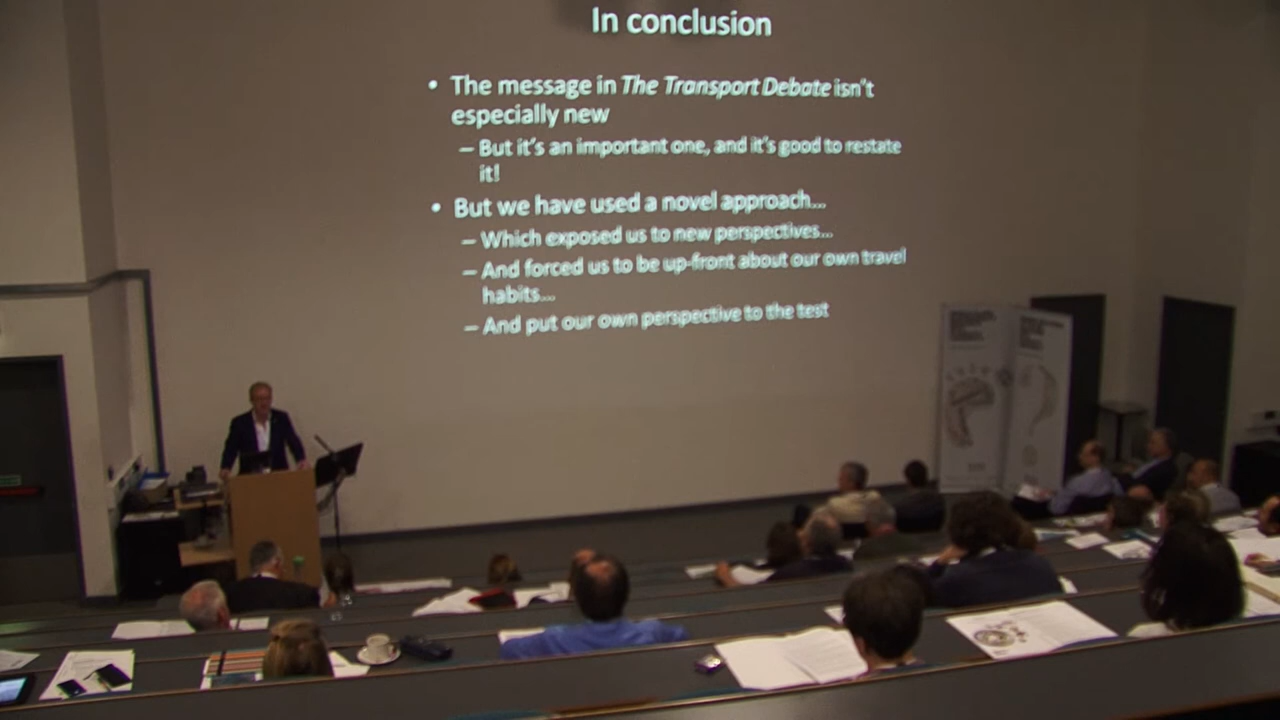 In conclusion
• The message in The Transport Debate isn't
especially new
– But it's an important one, and it's good to restate
it!
• But we have used a novel approach...
– Which exposed us to new perspectives...
– And forced us to be up-front about our own travel
habits...
– And put our own perspective to the test